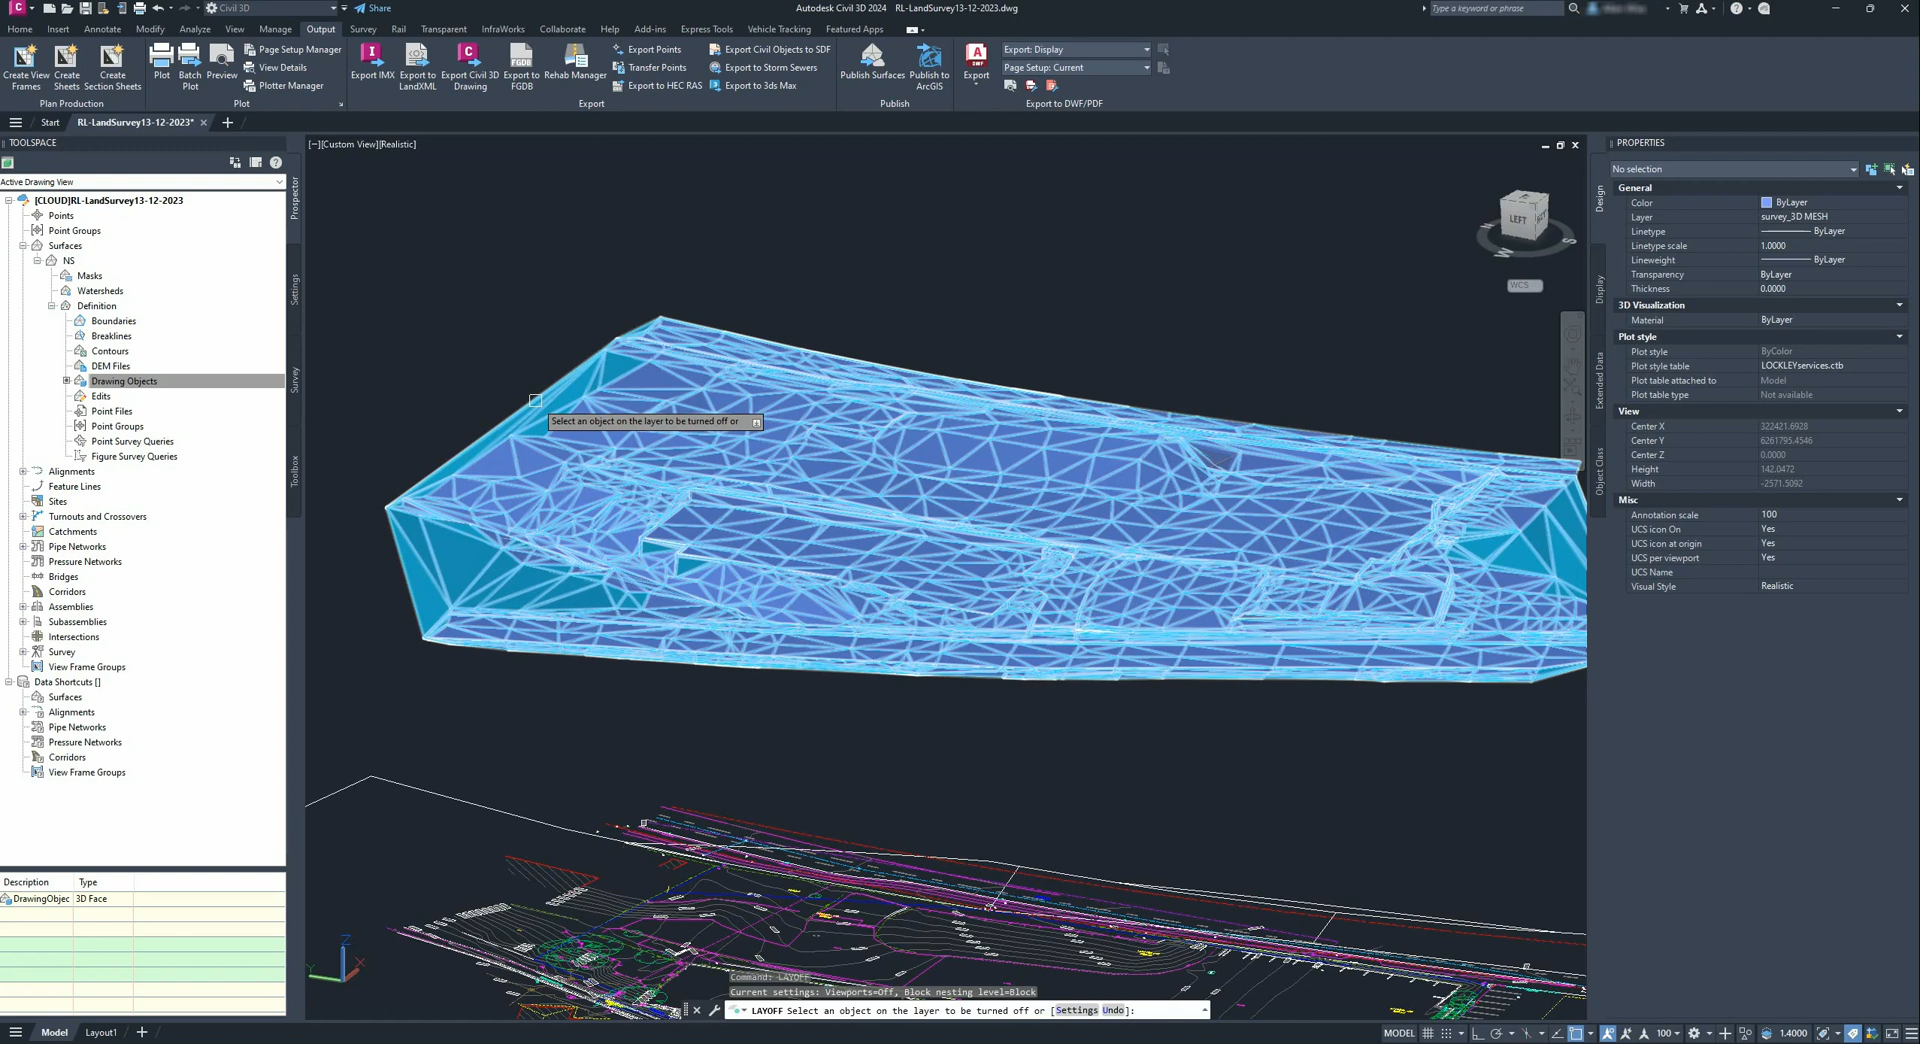 Civil 3D
Share
Autodesk Civil 3D 2024 RL-LandSurvey13-12-2023.dwg
Type a keyword or phrase
Home Insert Annotate Modify Analyze View Manage Output Survey Rail Transparent InfraWorks Collaborate Help Add-ins Express Tools Vehicle Tracking Featured Apps
Create View Frames
Create Sheets
Create Section Sheets
Plan Production
Plot
Batch Plot
Preview
Page Setup Manager
View Details
Plotter Manager
Plot
Export IMX
Export to LandXML
Export Civil 3D Drawing
Export to FGDB
Rehab Manager
Export Points
Transfer Points
Export to HEC RAS
Export Civil Objects to SDF
Export to Storm Sewers
Export to 3ds Max
Export
Publish Surfaces
Publish to ArcGIS
Publish
Export
Export: Display
Page Setup: Current
Export to DWF/PDF
Start RL-LandSurvey13-12-2023*
TOOLSPACE
Active Drawing View
[CLOUD]RL-LandSurvey13-12-2023
Points
Point Groups
Surfaces
NS
Masks
Watersheds
Definition
Boundaries
Breaklines
Contours
DEM Files
Drawing Objects
Edits
Point Files
Point Groups
Point Survey Queries
Figure Survey Queries
Alignments
Feature Lines
Sites
Turnouts and Crossovers
Catchments
Pipe Networks
Pressure Networks
Bridges
Corridors
Assemblies
Subassemblies
Intersections
Survey
View Frame Groups
Data Shortcuts []
Surfaces
Alignments
Pipe Networks
Pressure Networks
Corridors
View Frame Groups
Prospector
Settings
Survey
Toolbox
Description Type
DrawingObjec 3D Face
[−][Custom View][Realistic]
LEFT
W
S
WCS
Select an object on the layer to be turned off or
Z
X
Command: LAYOFF
Current settings: Viewports=Off, Block nesting level=Block
LAYOFF Select an object on the layer to be turned off or [Settings Undo]:
PROPERTIES
No selection
Design
Display
Extended Data
Object Class
General
Color ByLayer
Layer survey_3D MESH
Linetype ByLayer
Linetype scale 1.0000
Lineweight ByLayer
Transparency ByLayer
Thickness 0.0000
3D Visualization
Material ByLayer
Plot style
Plot style ByColor
Plot style table LOCKLEYservices.ctb
Plot table attached to Model
Plot table type Not available
View
Center X 322421.6928
Center Y 6261795.4546
Center Z 0.0000
Height 142.0472
Width -2571.5092
Misc
Annotation scale 100
UCS icon On Yes
UCS icon at origin Yes
UCS per viewport Yes
UCS Name
Visual Style Realistic
Model Layout1
MODEL 100 1.4000